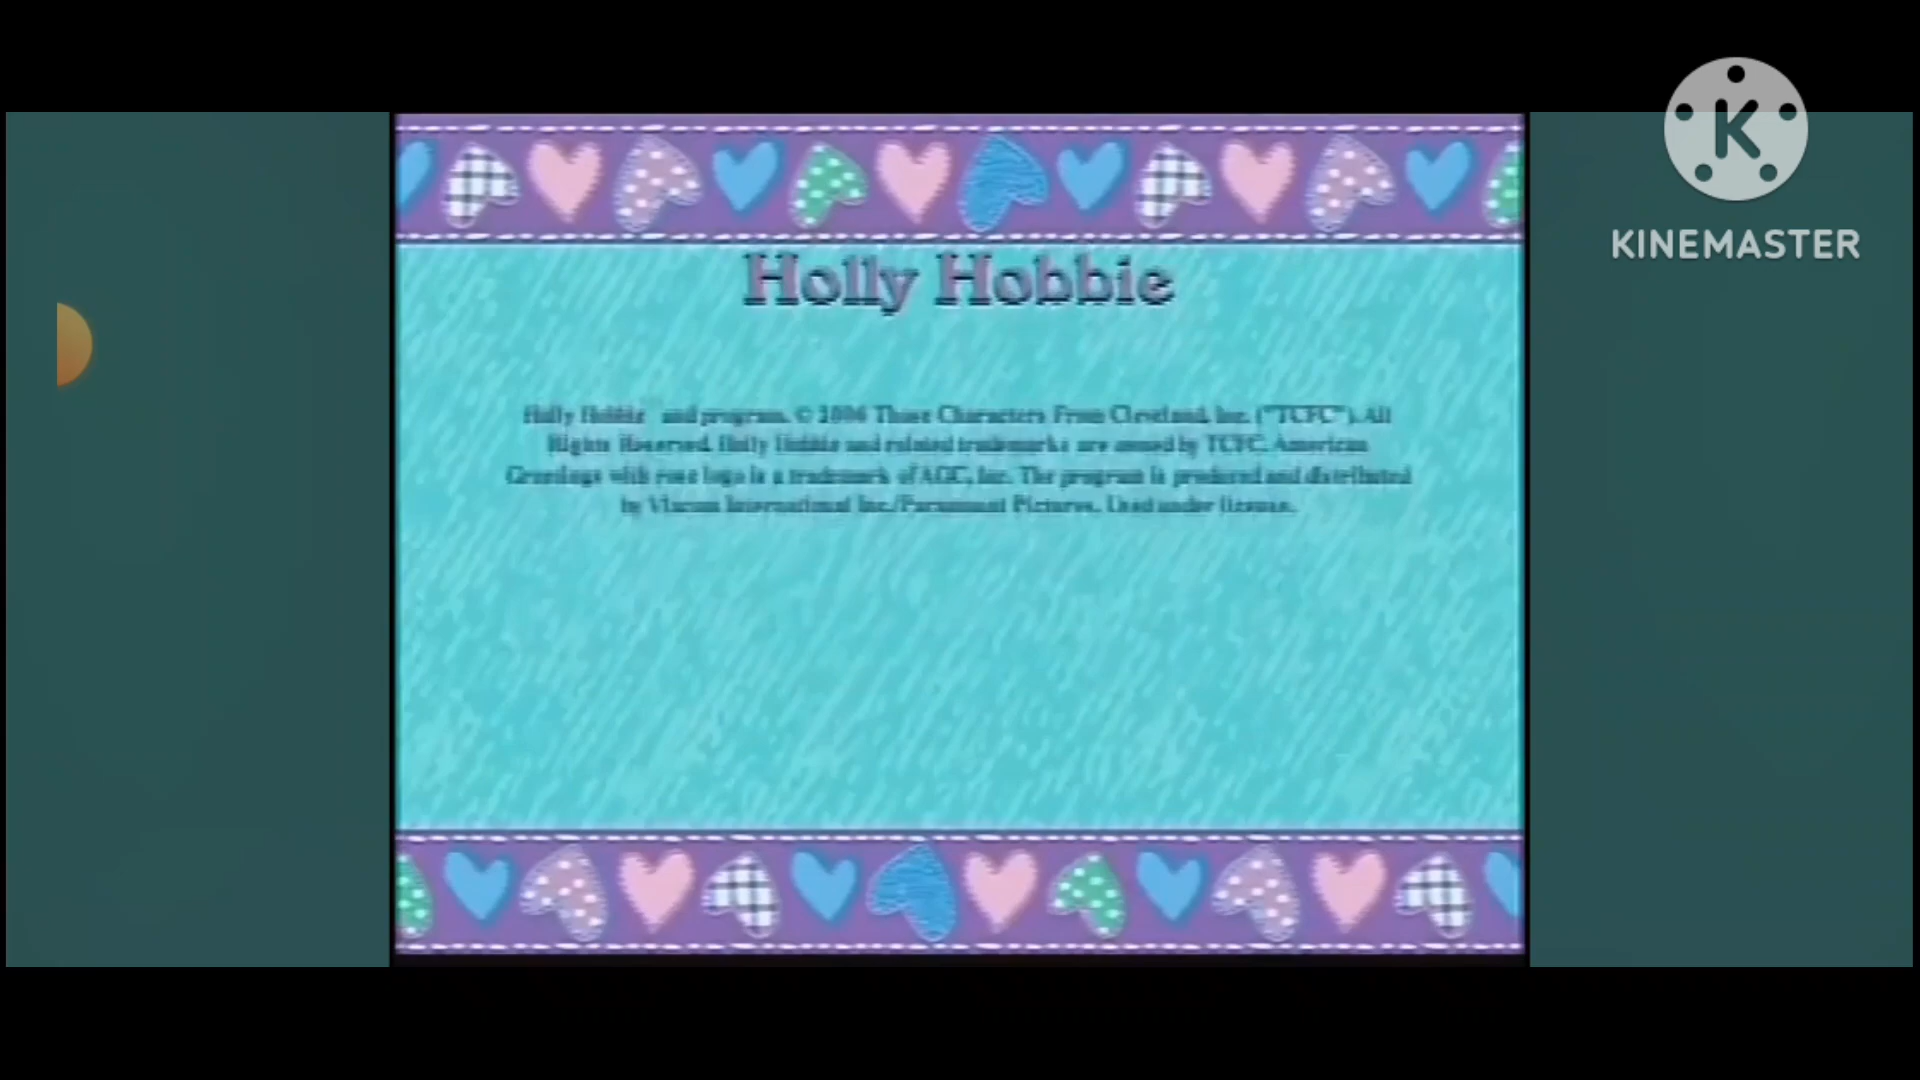 KINEMASTER
Holly Hobbie
Holly Hobbie and program. © 2006 Those Characters From Cleveland, Inc. ("TCFC"). All
Rights Reserved. Holly Hobbie and related trademarks are owned by TCFC. American
Greetings with rose logo is a trademark of AGC, Inc. The program is produced and distributed
by Viacom International Inc./Paramount Pictures. Used under license.